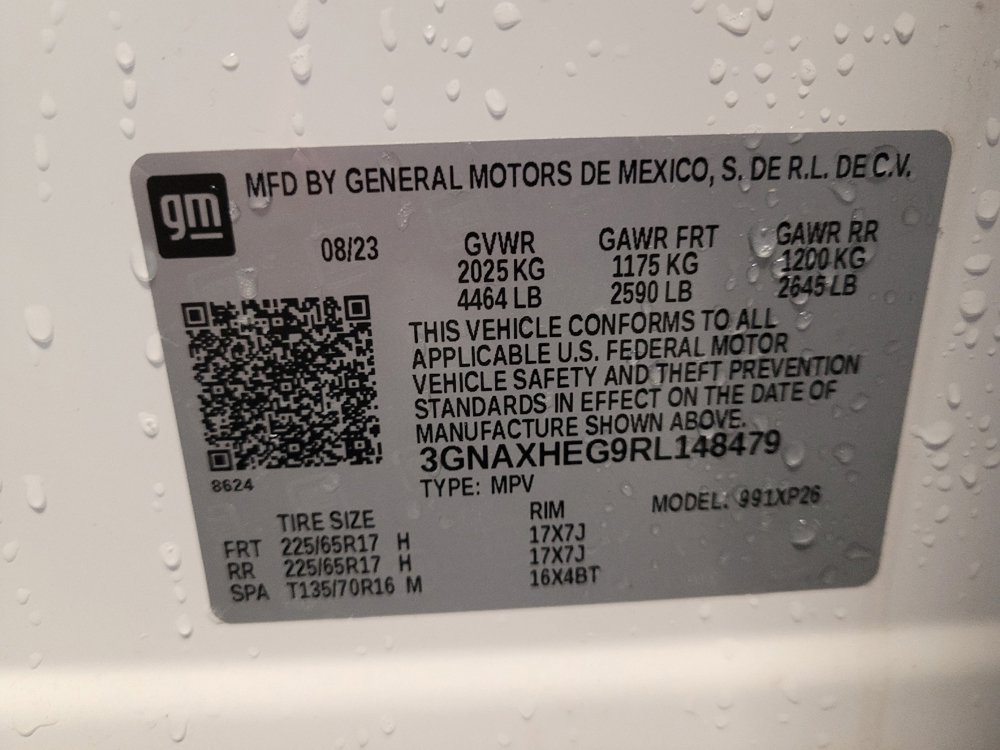 gm
MFD BY GENERAL MOTORS DE MEXICO, S. DE R.L. DE C.V.
08/23 GVWR GAWR FRT GAWR RR
2025 KG 1175 KG 1200 KG
4464 LB 2590 LB 2645 LB
THIS VEHICLE CONFORMS TO ALL
APPLICABLE U.S. FEDERAL MOTOR
VEHICLE SAFETY AND THEFT PREVENTION
STANDARDS IN EFFECT ON THE DATE OF
MANUFACTURE SHOWN ABOVE.
3GNAXHEG9RL148479
8624
TYPE: MPV MODEL: 991XP26
TIRE SIZE RIM
FRT 225/65R17 H 17X7J
RR 225/65R17 H 17X7J
SPA T135/70R16 M 16X4BT